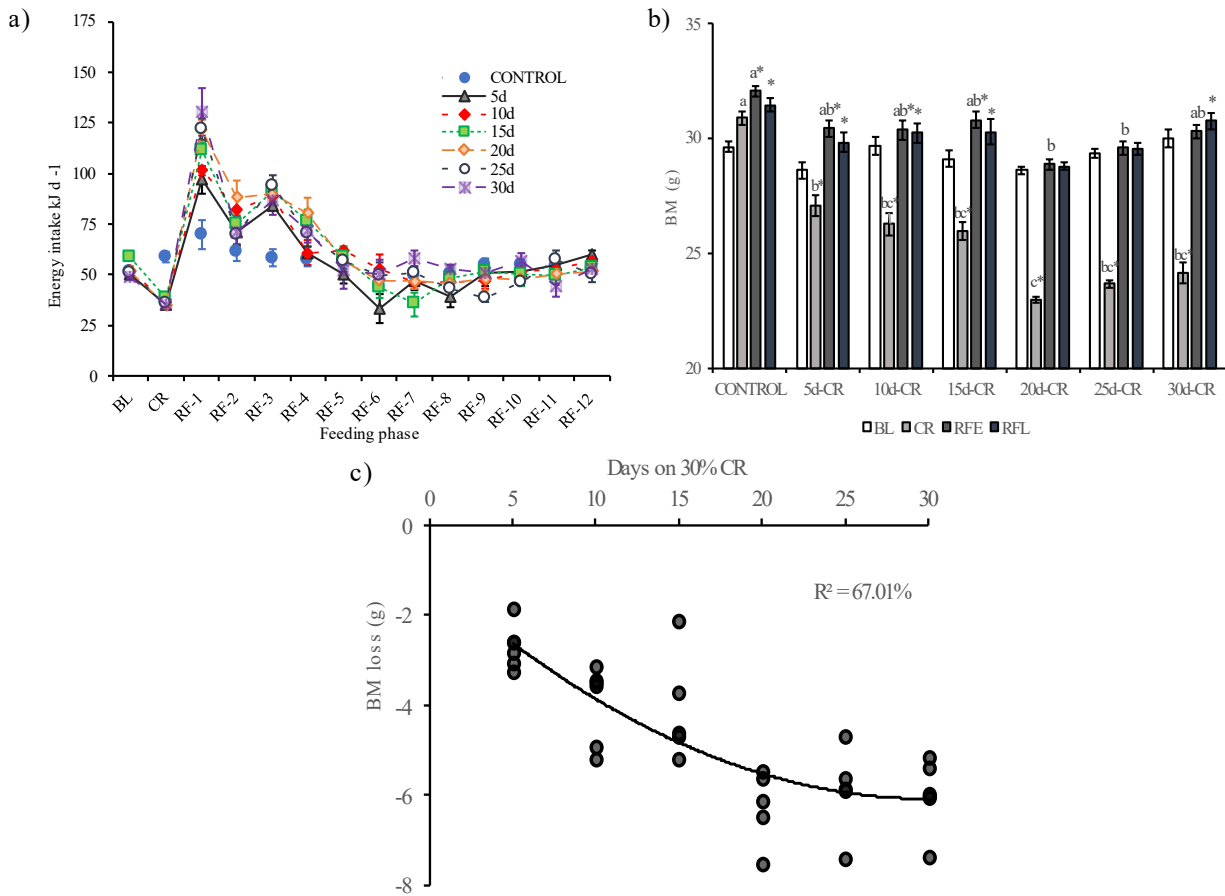 a)
Energy intake kJ d -1
175
150
125
100
75
50
25
0
CONTROL
5d
10d
15d
20d
25d
30d
BL
CR
RF-1
RF-2
RF-3
RF-4
RF-5
RF-6
RF-7
RF-8
RF-9
RF-10
RF-11
RF-12
Feeding phase
b)
BM (g)
35
30
25
20
a
a*
*
b*
ab*
*
bc*
ab*
*
bc*
ab*
*
c*
b
bc*
b
bc*
ab
*
CONTROL 5d-CR 10d-CR 15d-CR 20d-CR 25d-CR 30d-CR
BL CR RFE RFL
c)
Days on 30% CR
0 5 10 15 20 25 30
BM loss (g)
0
-2
-4
-6
-8
R² = 67.01%